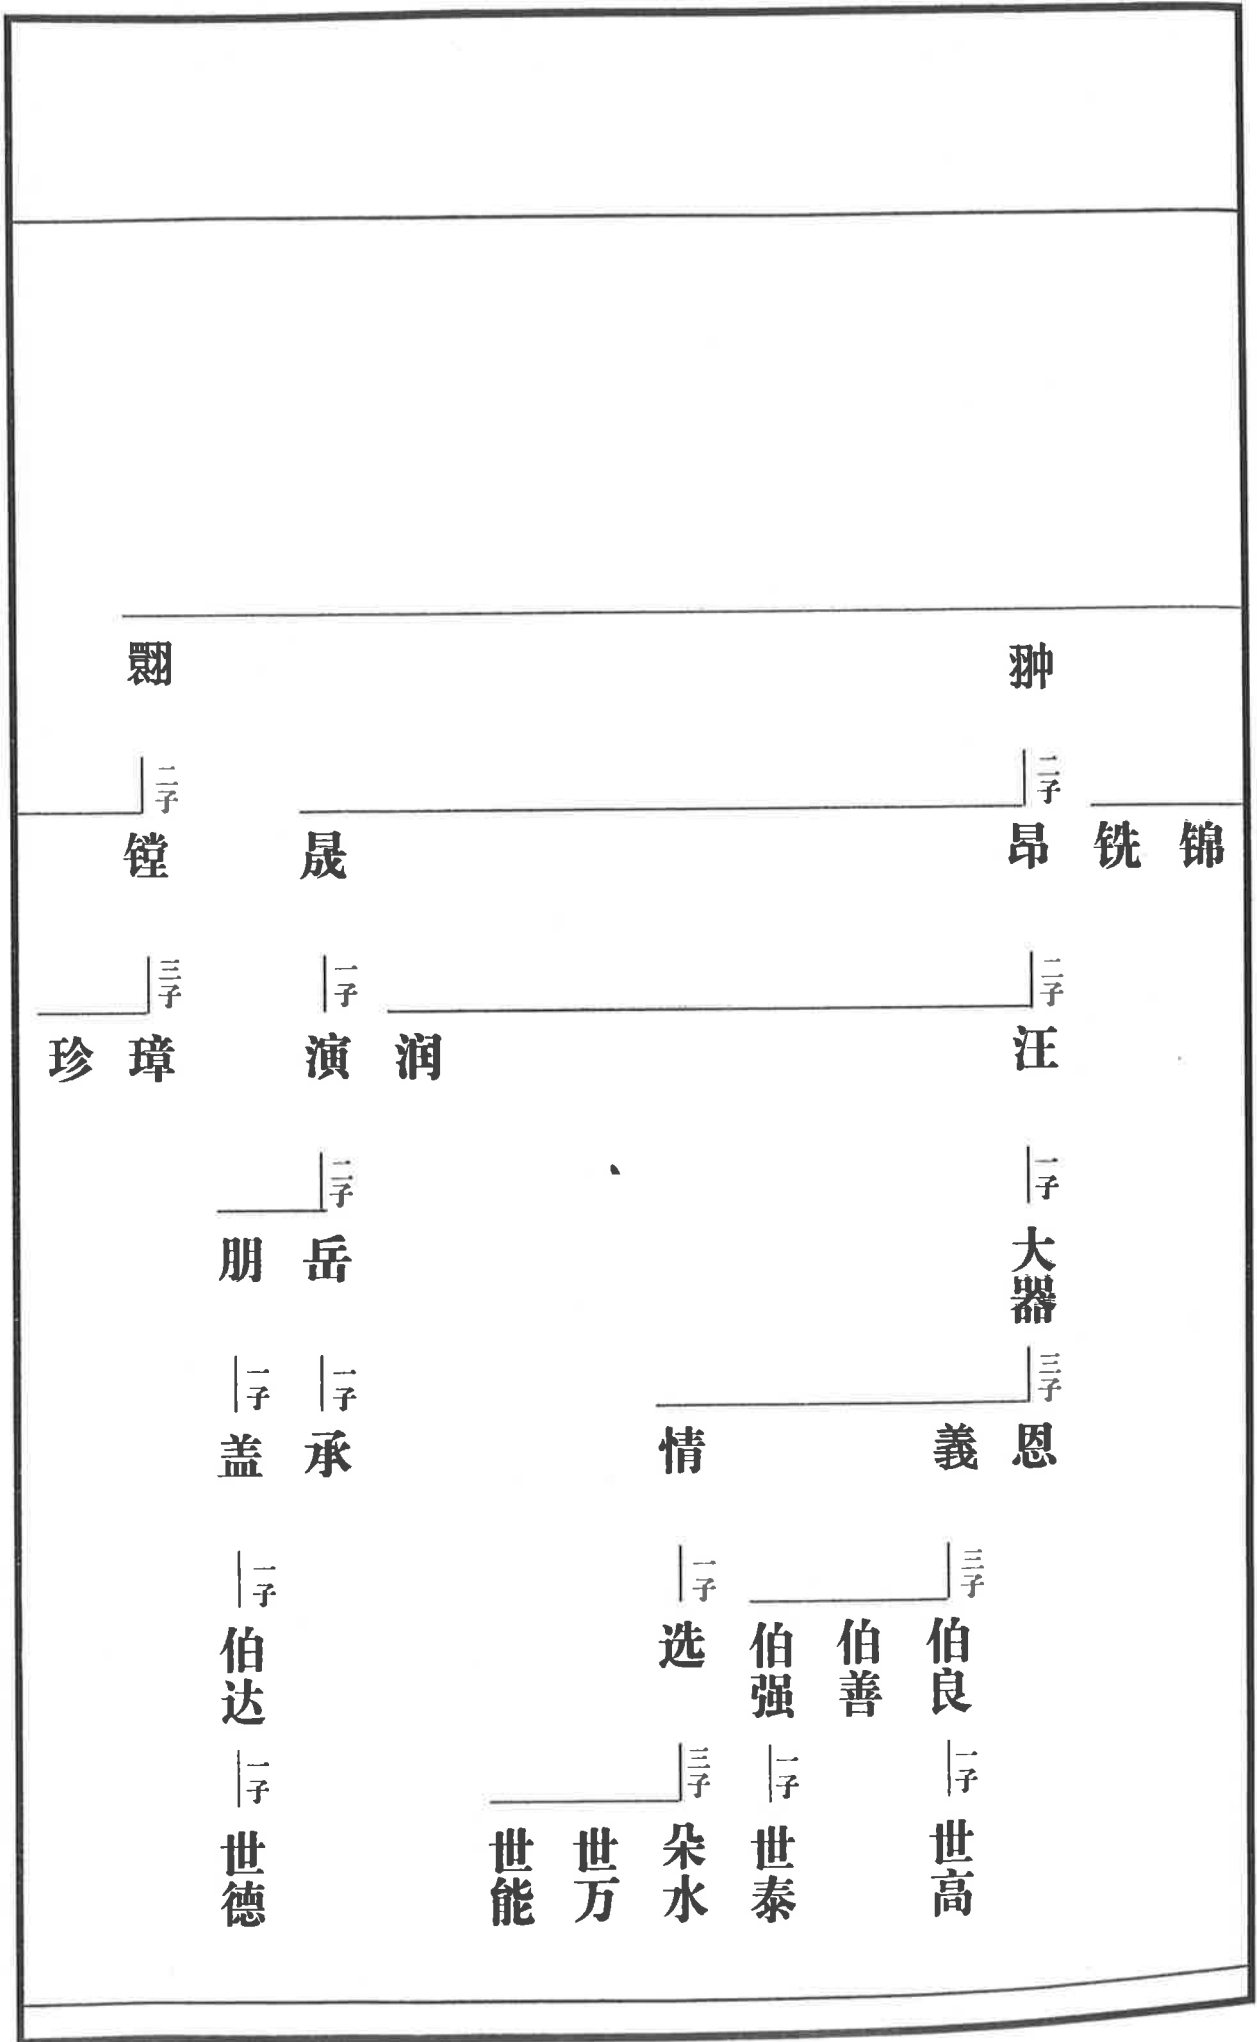 翀
翾
二子
二子
锦
铣
昂
晟
镗
二子
一子
三子
汪
润
演
璋
珍
一子
二子
大器
岳
朋
三子
一子
一子
恩
義
情
承
盖
三子
一子
一子
伯良
伯善
伯强
选
伯达
一子
一子
三子
一子
世高
世泰
朵水
世万
世能
世德